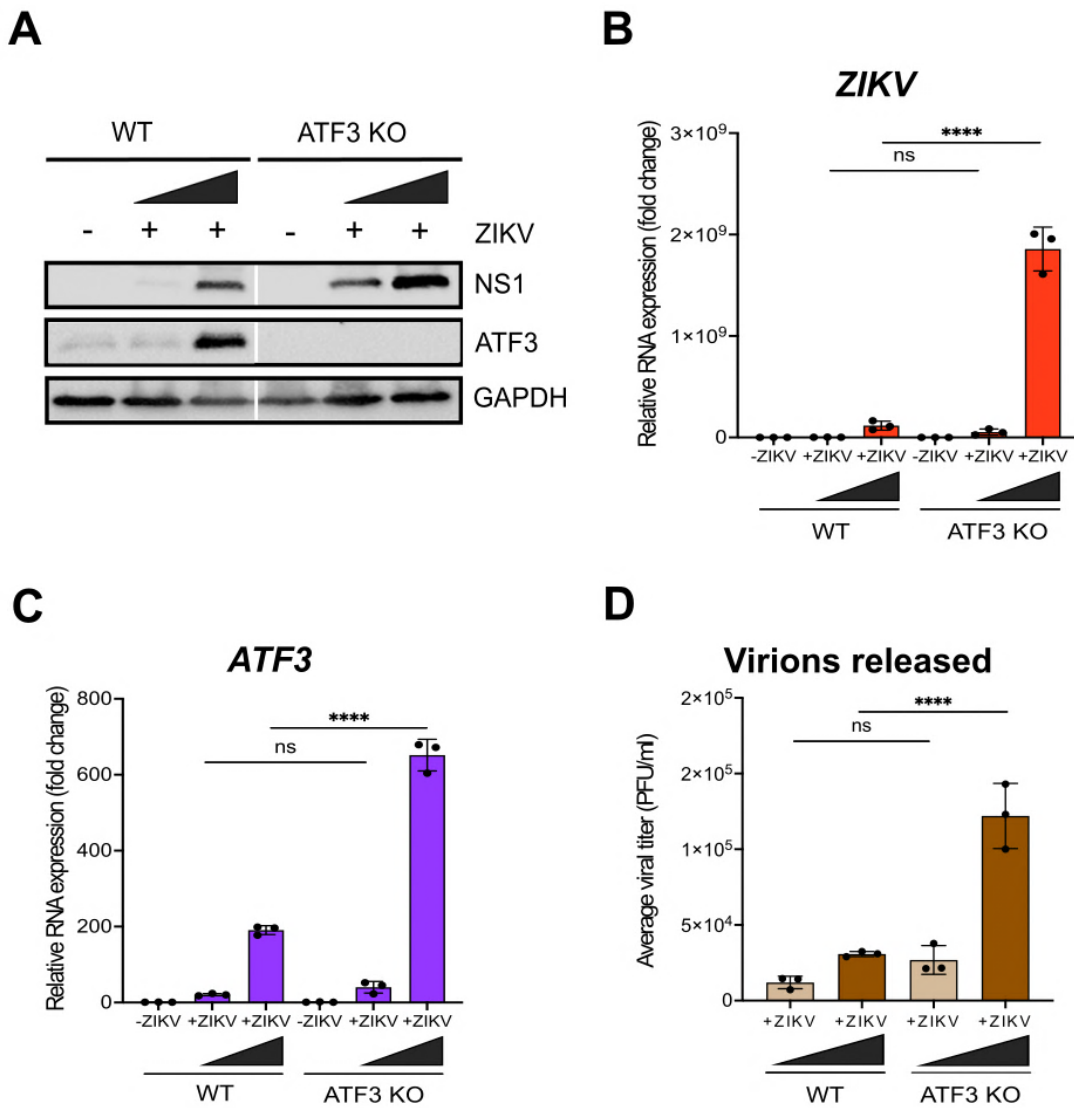 A
WT ATF3 KO
- + + - + + ZIKV
NS1
ATF3
GAPDH
B
ZIKV
Relative RNA expression (fold change)
3×10⁹
2×10⁹
1×10⁹
0
****
ns
-ZIKV +ZIKV +ZIKV -ZIKV +ZIKV +ZIKV
WT ATF3 KO
C
ATF3
Relative RNA expression (fold change)
800
600
400
200
0
****
ns
-ZIKV +ZIKV +ZIKV -ZIKV +ZIKV +ZIKV
WT ATF3 KO
D
Virions released
Average viral titer (PFU/ml)
2×10⁵
2×10⁵
1×10⁵
5×10⁴
0
****
ns
+ZIKV +ZIKV +ZIKV +ZIKV
WT ATF3 KO